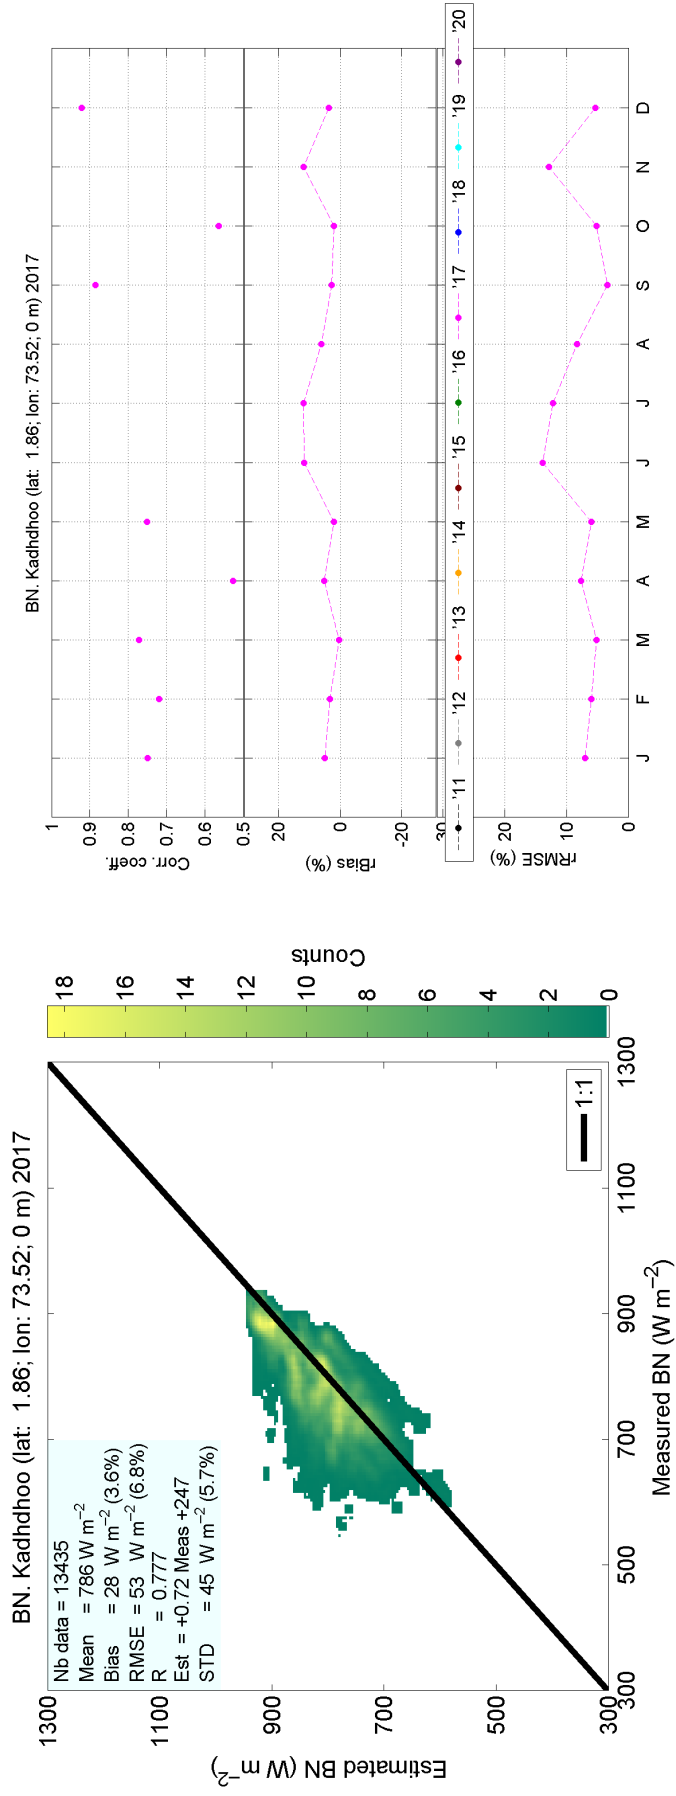 BN. Kadhdhoo (lat: 1.86; lon: 73.52; 0 m) 2017
Nb data = 13435
Mean = 786 W m−2
Bias = 28 W m−2 (3.6%)
RMSE = 53 W m−2 (6.8%)
R = 0.777
Est = +0.72 Meas +247
STD = 45 W m−2 (5.7%)
1300
1100
900
700
500
300
Estimated BN (W m−2)
300 500 700 900 1100 1300
Measured BN (W m−2)
1:1
18
16
14
12
10
8
6
4
2
0
Counts
BN. Kadhdhoo (lat: 1.86; lon: 73.52; 0 m) 2017
1
0.9
0.8
0.7
0.6
0.5
Corr. coeff.
20
0
-20
rBias (%)
'11 '12 '13 '14 '15 '16 '17 '18 '19 '20
30
20
10
0
rRMSE (%)
J F M A M J J A S O N D